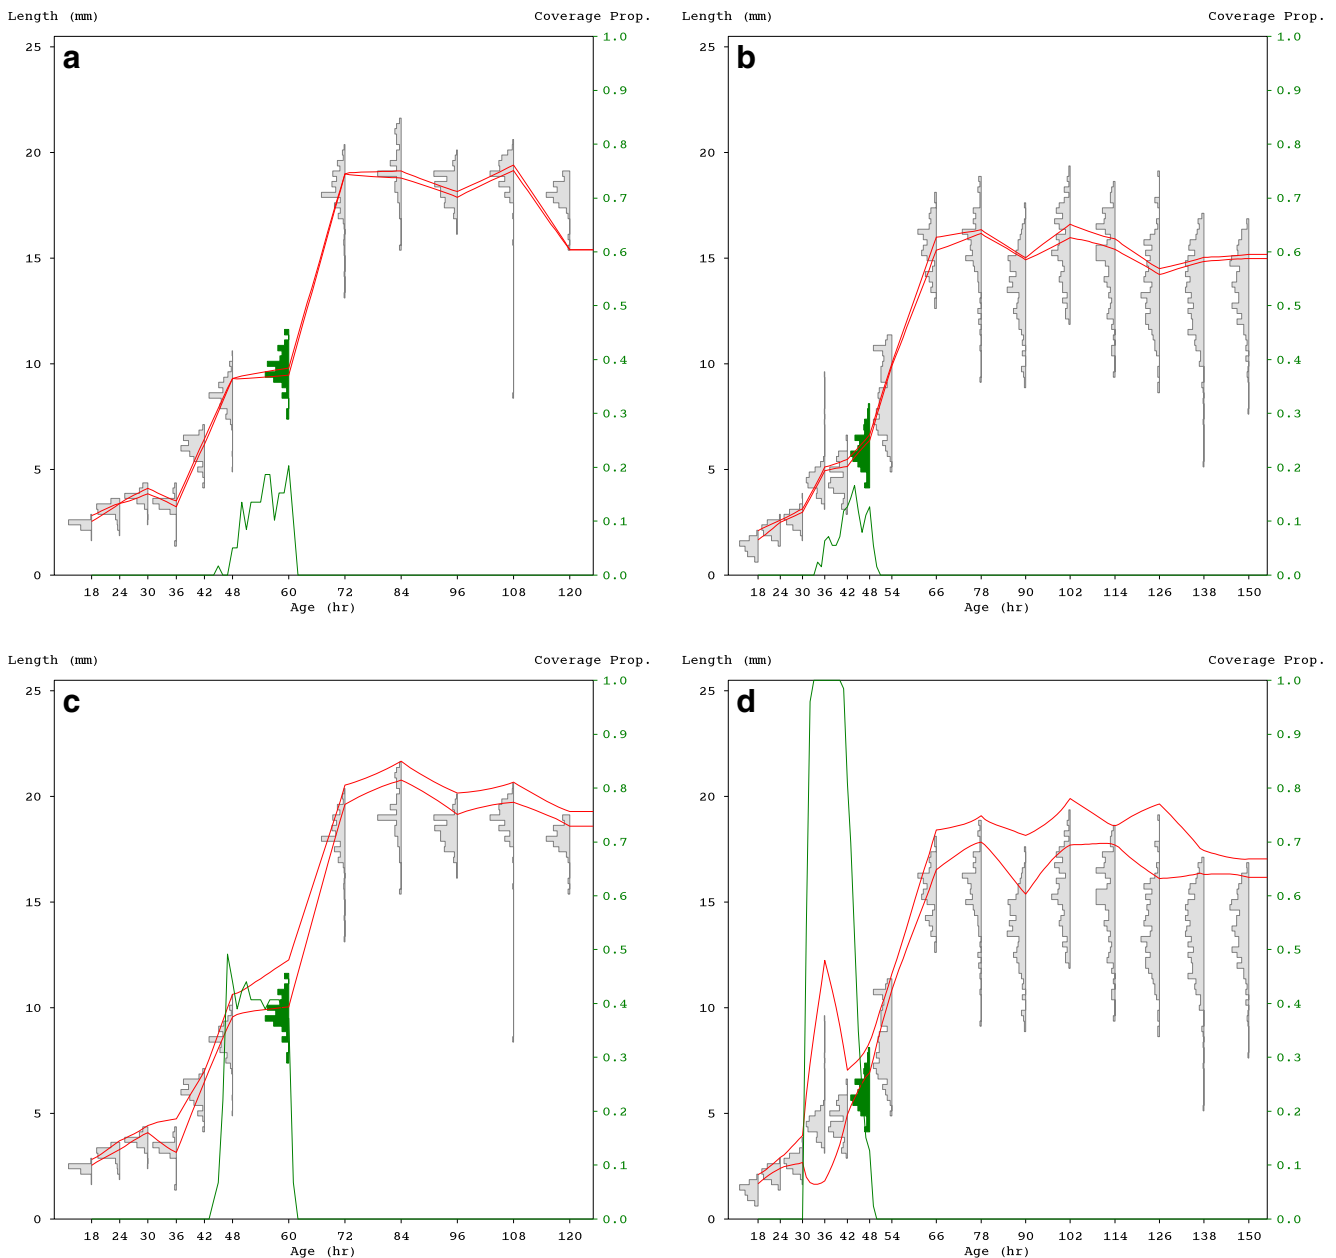 Length (mm) Coverage Prop. Length (mm) Coverage Prop.
a b
25 20 15 10 5 0
1.0 0.9 0.8 0.7 0.6 0.5 0.4 0.3 0.2 0.1 0.0
25 20 15 10 5 0
1.0 0.9 0.8 0.7 0.6 0.5 0.4 0.3 0.2 0.1 0.0
18 24 30 36 42 48 60 72 84 96 108 120
18 24 30 36 42 48 54 66 78 90 102 114 126 138 150
Age (hr) Age (hr)
Length (mm) Coverage Prop. Length (mm) Coverage Prop.
c d
25 20 15 10 5 0
1.0 0.9 0.8 0.7 0.6 0.5 0.4 0.3 0.2 0.1 0.0
25 20 15 10 5 0
1.0 0.9 0.8 0.7 0.6 0.5 0.4 0.3 0.2 0.1 0.0
18 24 30 36 42 48 60 72 84 96 108 120
18 24 30 36 42 48 54 66 78 90 102 114 126 138 150
Age (hr) Age (hr)